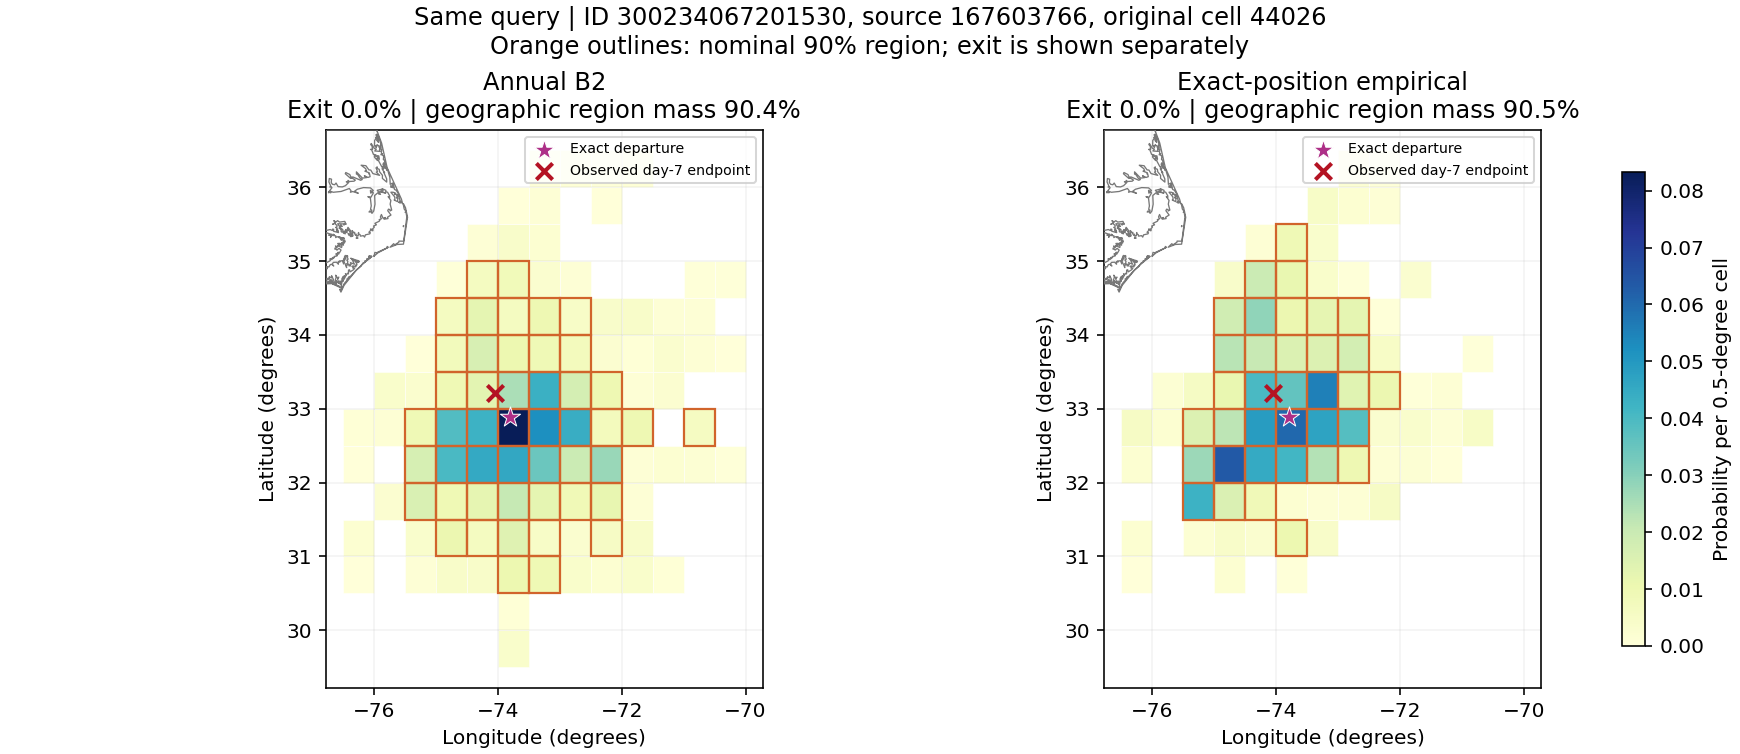 Same query | ID 300234067201530, source 167603766, original cell 44026
Orange outlines: nominal 90% region; exit is shown separately
Annual B2
Exit 0.0% | geographic region mass 90.4%
Exact departure
Observed day-7 endpoint
36
35
34
33
32
31
30
Latitude (degrees)
−76
−74
−72
−70
Longitude (degrees)
Exact-position empirical
Exit 0.0% | geographic region mass 90.5%
Exact departure
Observed day-7 endpoint
36
35
34
33
32
31
30
Latitude (degrees)
−76
−74
−72
−70
Longitude (degrees)
0.08
0.07
0.06
0.05
0.04
0.03
0.02
0.01
0.00
Probability per 0.5-degree cell